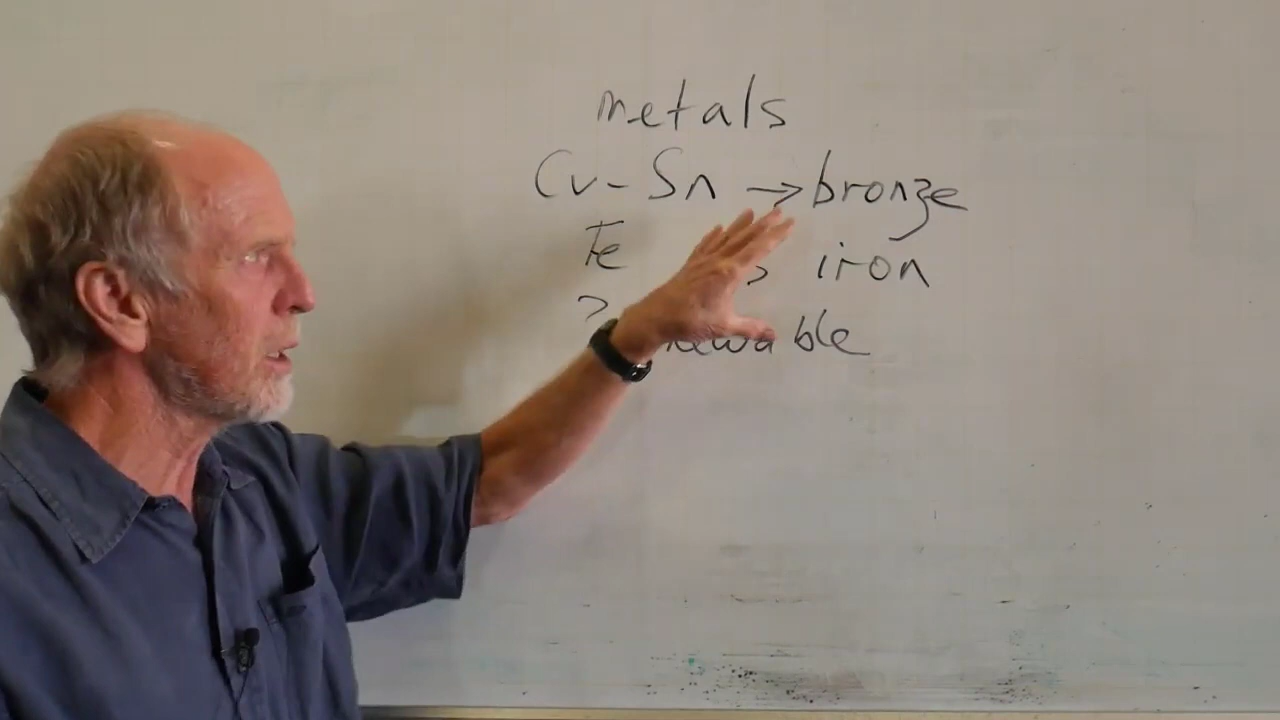 metals
Cu-Sn → bronze
Fe → iron